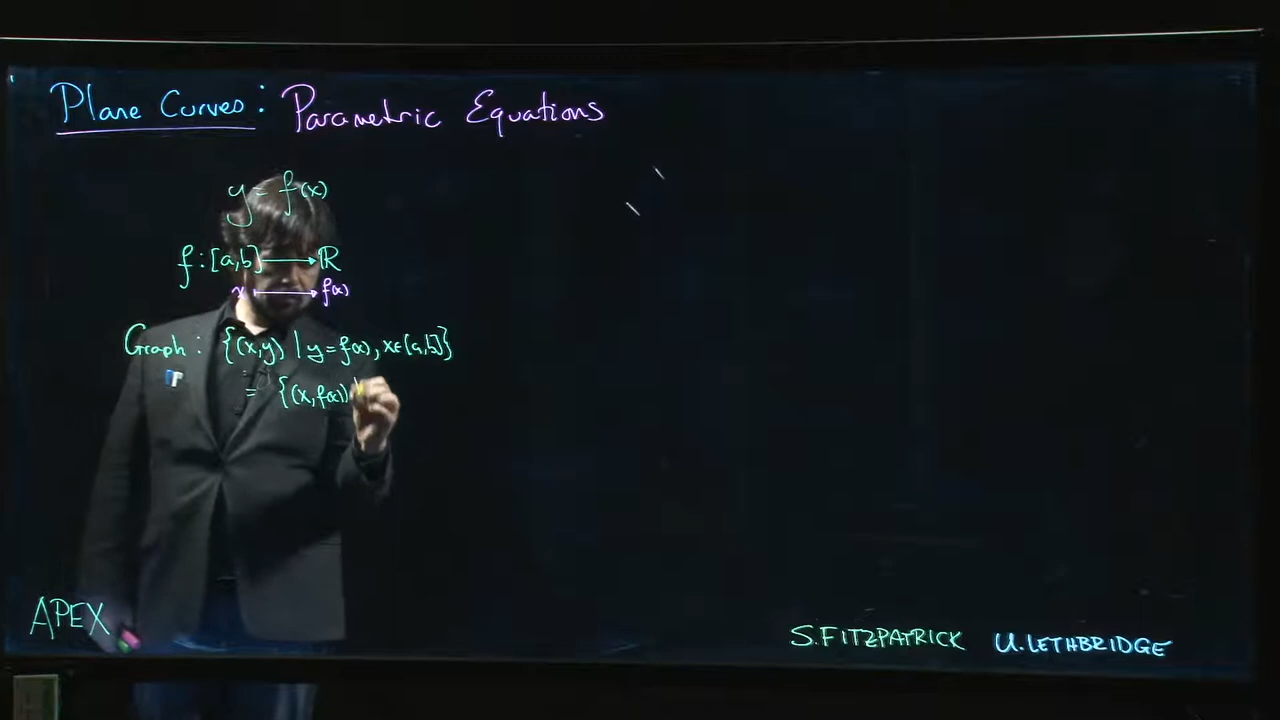 Plane Curves: Parametric Equations
y = f(x)
f:[a,b] → ℝ
x ↦ f(x)
Graph: {(x,y) | y = f(x), x∈[a,b]}
= {(x,f(x)) |
APEX
S.FITZPATRICK U.LETHBRIDGE